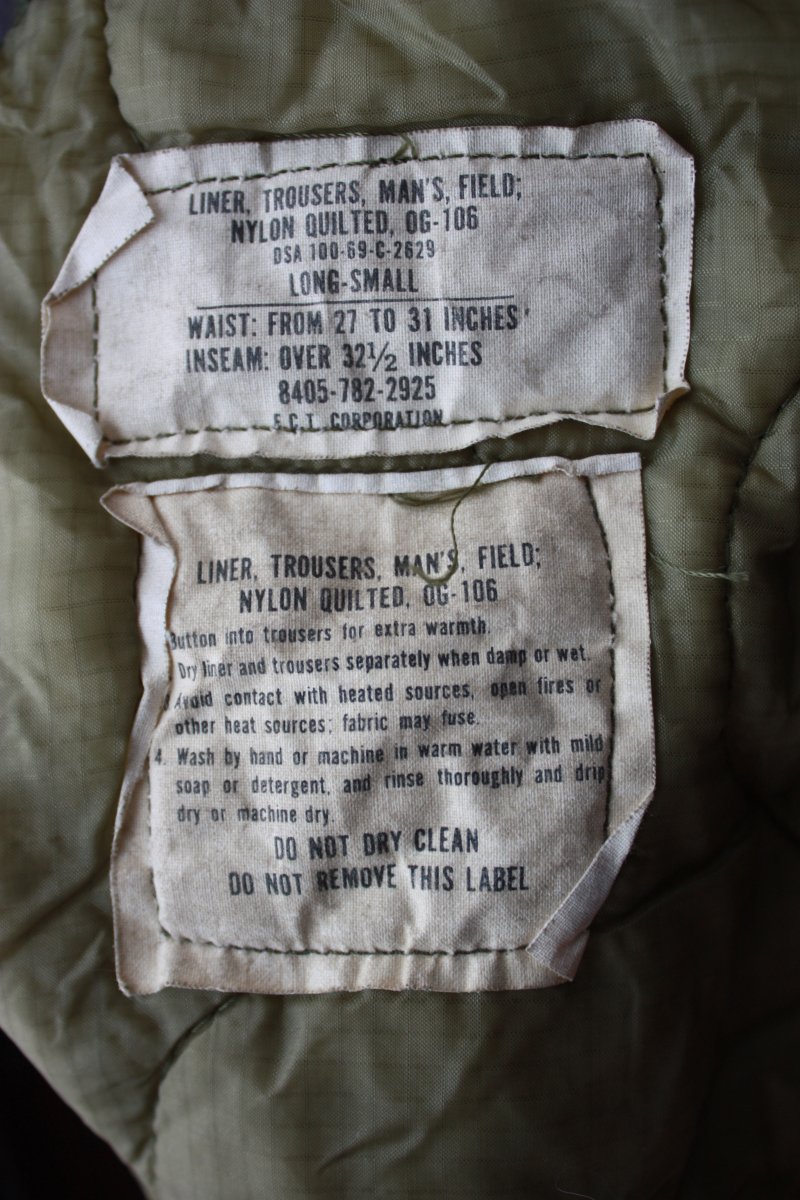 LINER, TROUSERS, MAN'S, FIELD;
NYLON QUILTED, OG-106
DSA 100-69-C-2629
LONG-SMALL
WAIST: FROM 27 TO 31 INCHES
INSEAM: OVER 32½ INCHES
8405-782-2925
CORPORATION
LINER, TROUSERS, MAN'S, FIELD;
NYLON QUILTED, OG-106
Button into trousers for extra warmth.
Dry liner and trousers separately when damp or wet.
Avoid contact with heated sources, open fires or
other heat sources; fabric may fuse.
4. Wash by hand or machine in warm water with mild
soap or detergent, and rinse thoroughly and drip
dry or machine dry.
DO NOT DRY CLEAN
DO NOT REMOVE THIS LABEL